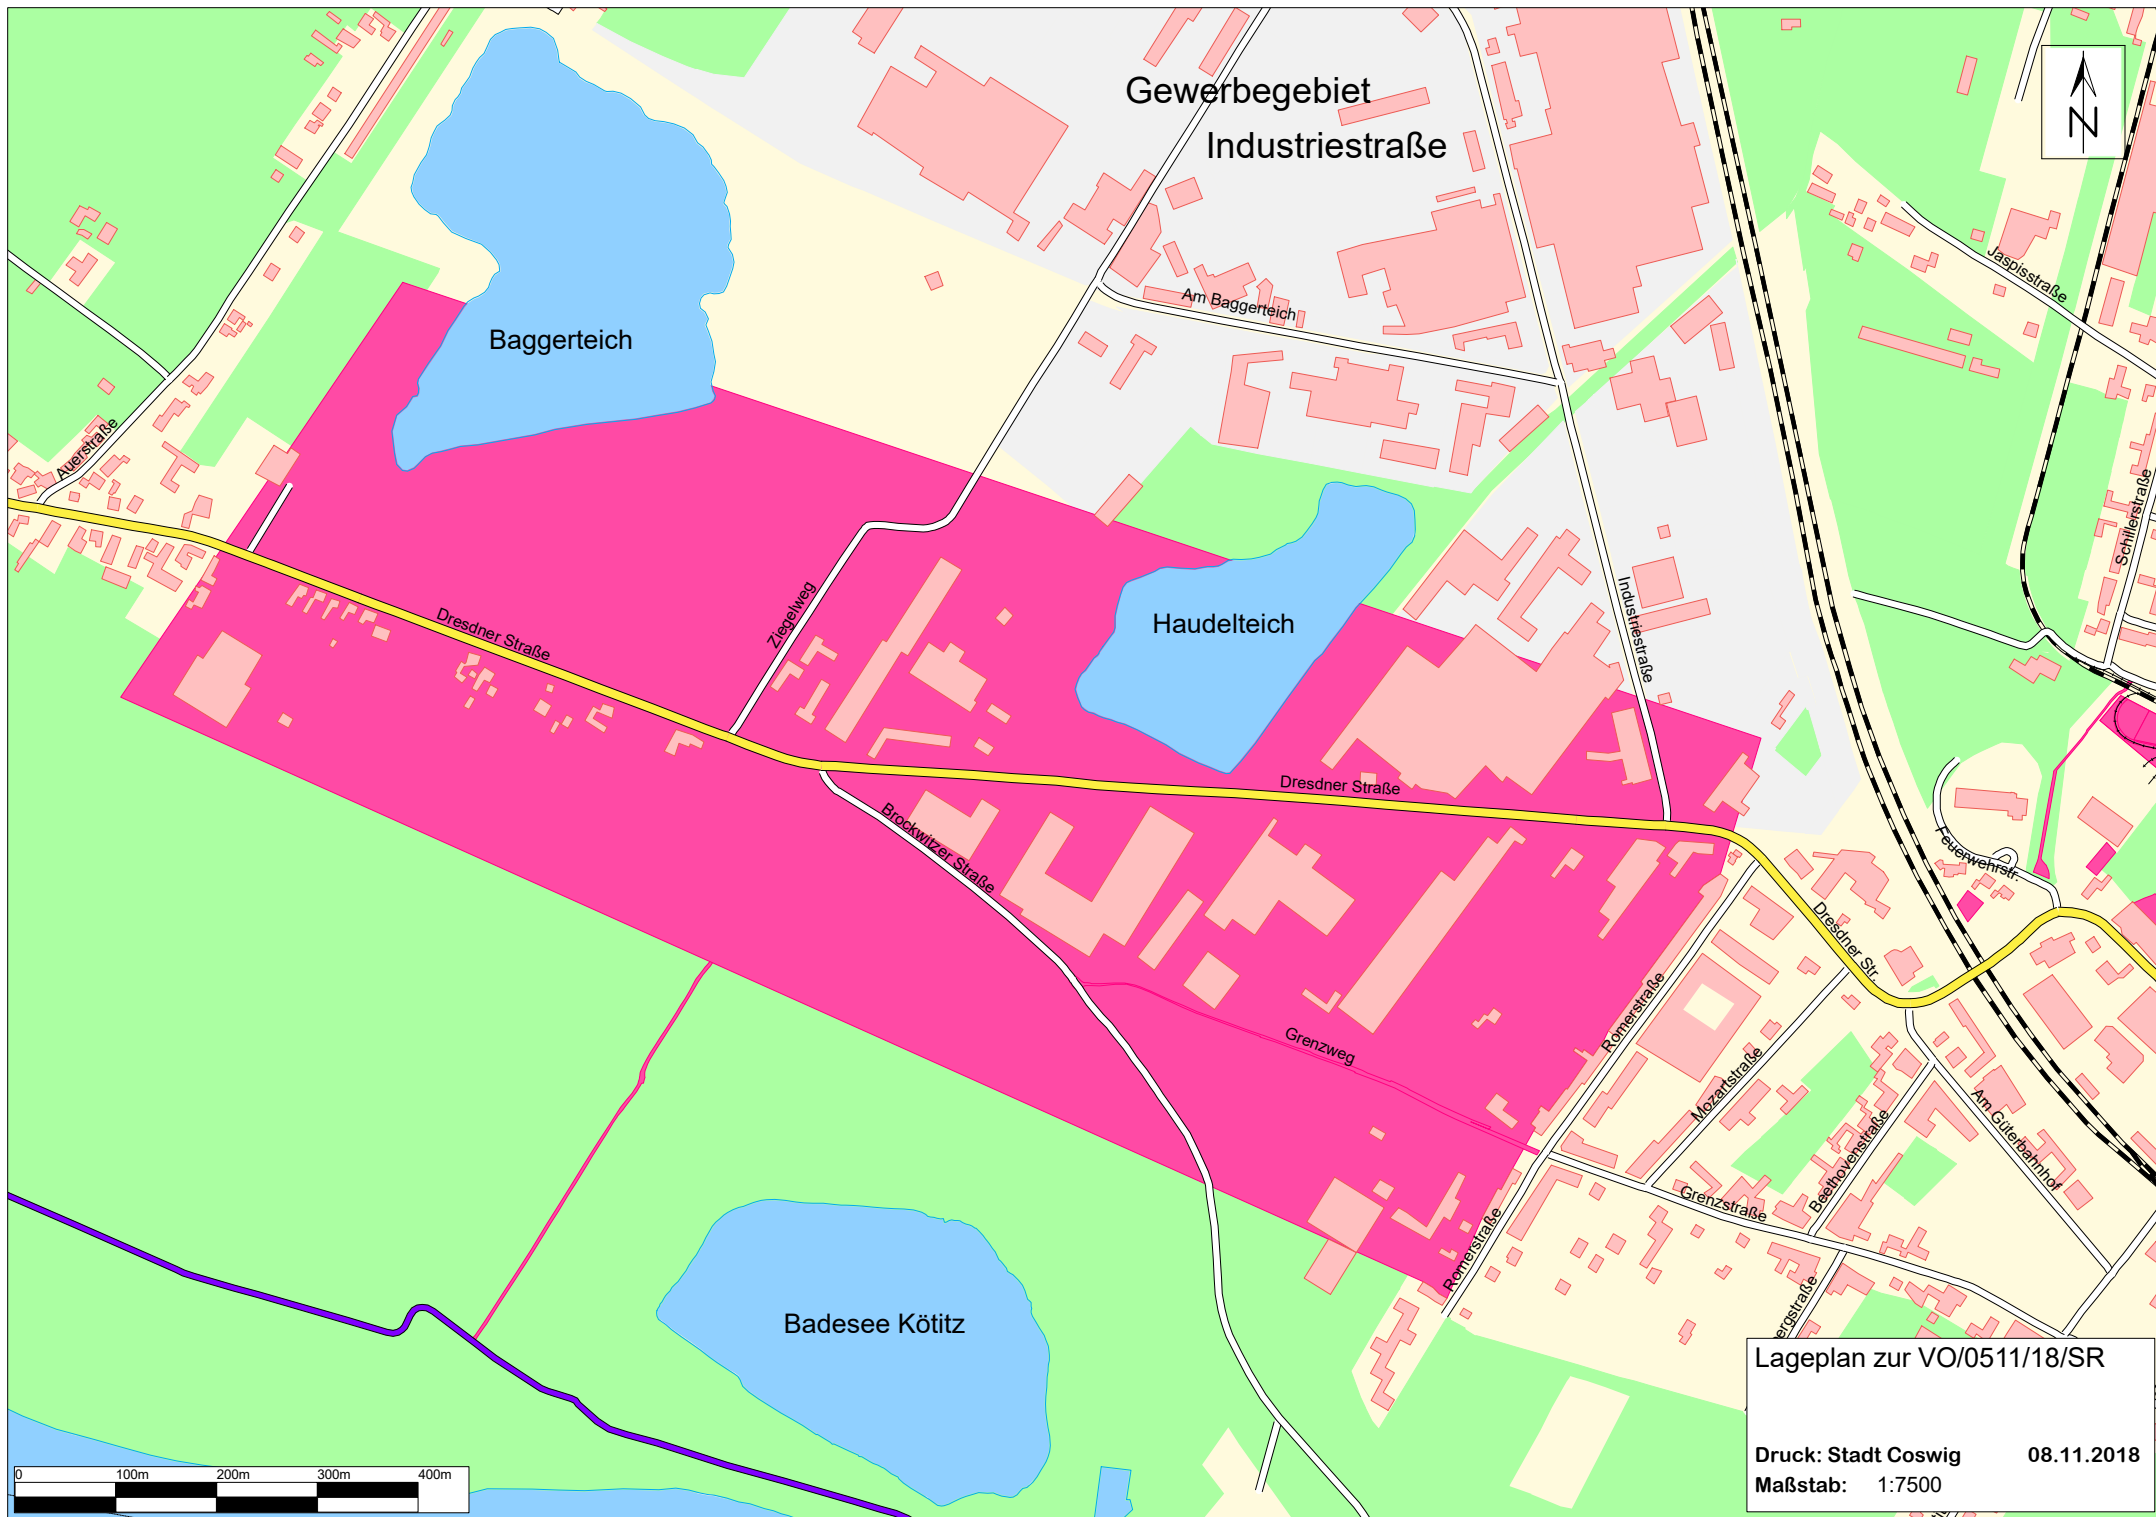 Gewerbegebiet
Industriestraße
N
Jaspisstraße
Am Baggerteich
Baggerteich
Auerstraße
Schillerstraße
Ziegelweg
Haudelteich
Industriestraße
Dresdner Straße
Dresdner Straße
Brockwitzer Straße
Feuerwehrstr.
Dresdner Str.
Römerstraße
Grenzweg
Mozartstraße
Beethovenstraße
Am Güterbahnhof
Grenzstraße
Römerstraße
bergstraße
Badesee Kötitz
Lageplan zur VO/0511/18/SR
Druck: Stadt Coswig 08.11.2018
Maßstab: 1:7500
0 100m 200m 300m 400m